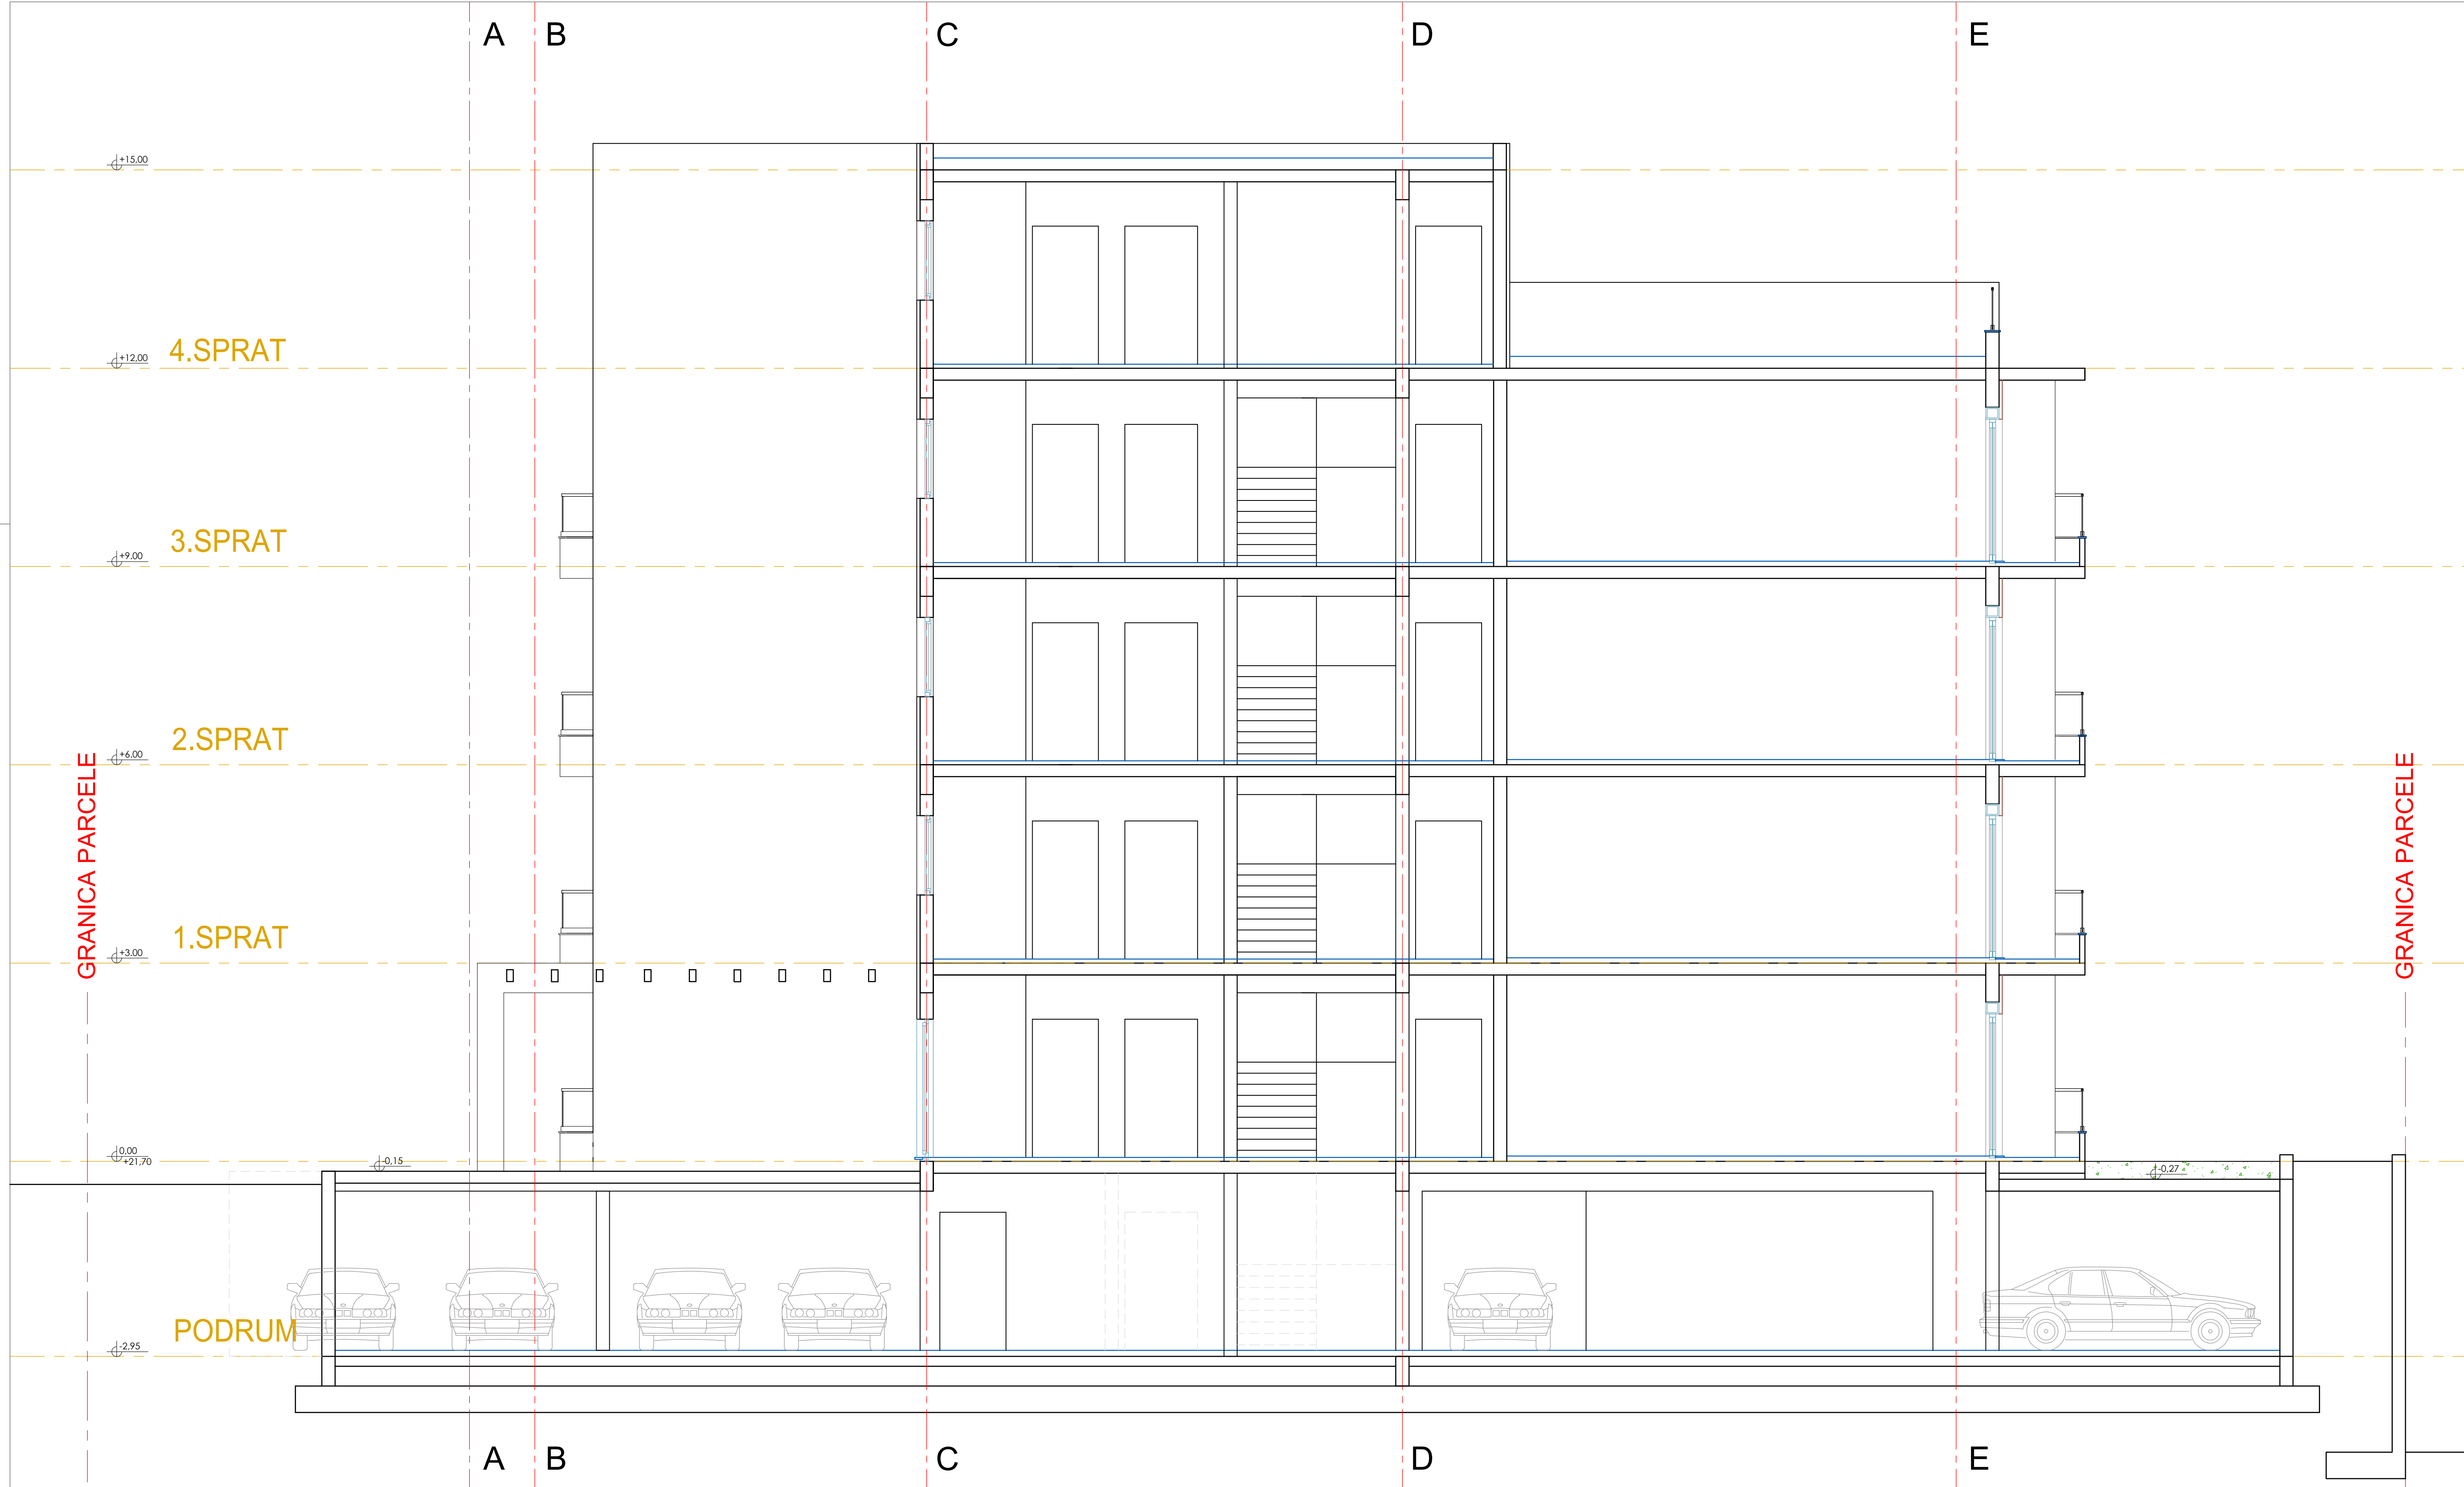 A B C D E
+15,00
4.SPRAT
+12,00
3.SPRAT
+9.00
2.SPRAT
+6.00
GRANICA PARCELE
GRANICA PARCELE
1.SPRAT
+3.00
0,00
+21,70
-0,15
-0,27
PODRUM
-2,95
A B C D E